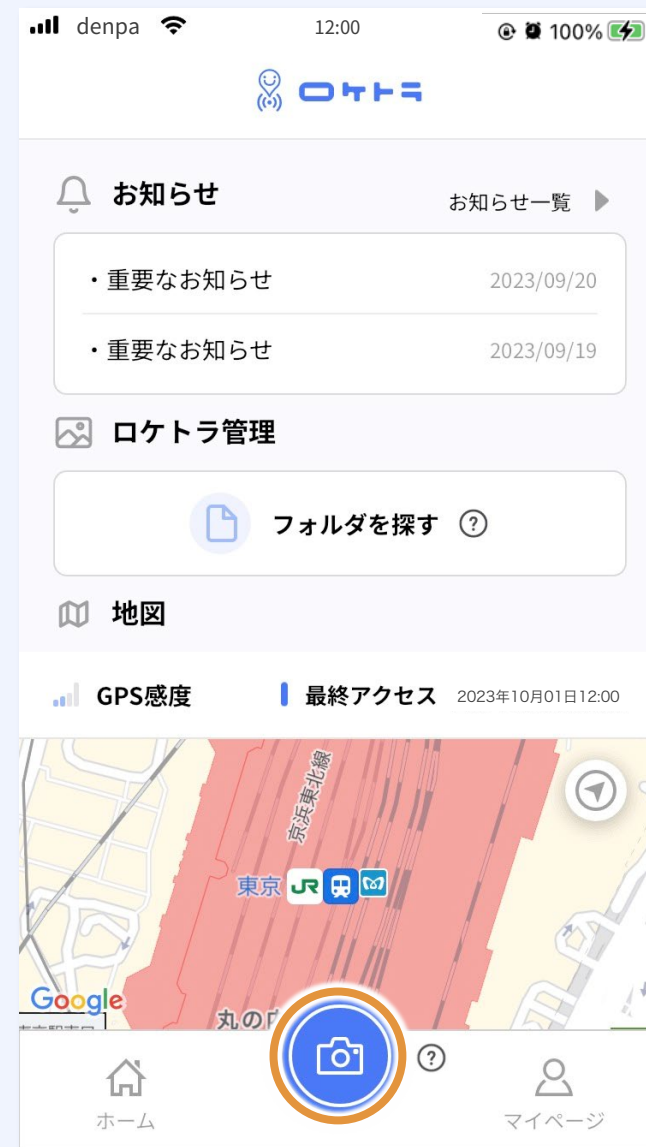 denpa 12:00 100%
ロケトラ
お知らせ
お知らせ一覧
・重要なお知らせ 2023/09/20
・重要なお知らせ 2023/09/19
ロケトラ管理
フォルダを探す ?
地図
GPS感度 最終アクセス 2023年10月01日12:00
京浜東北線
東京 JR
Google
丸の
?
ホーム マイページ